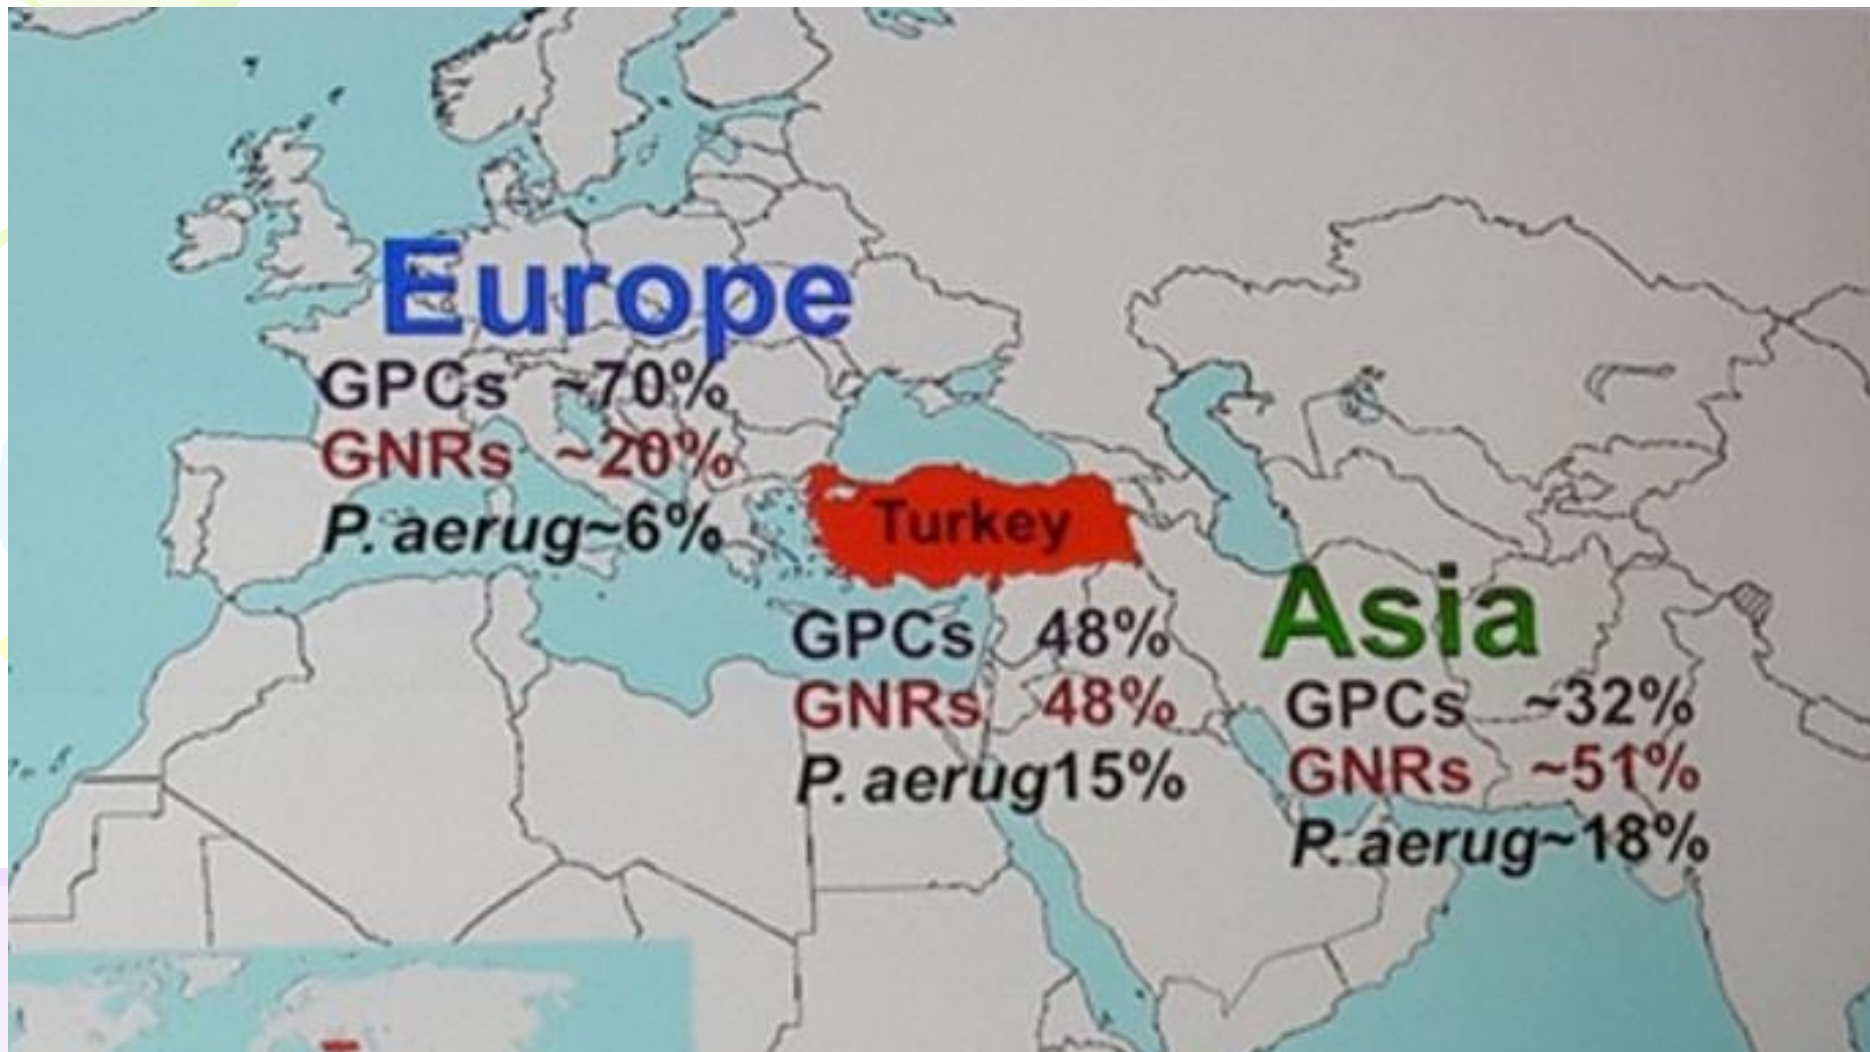 Europe
GPCs ~70%
GNRs ~20%
P. aerug~6%
Turkey
GPCs 48%
GNRs 48%
P. aerug15%
Asia
GPCs ~32%
GNRs ~51%
P. aerug~18%